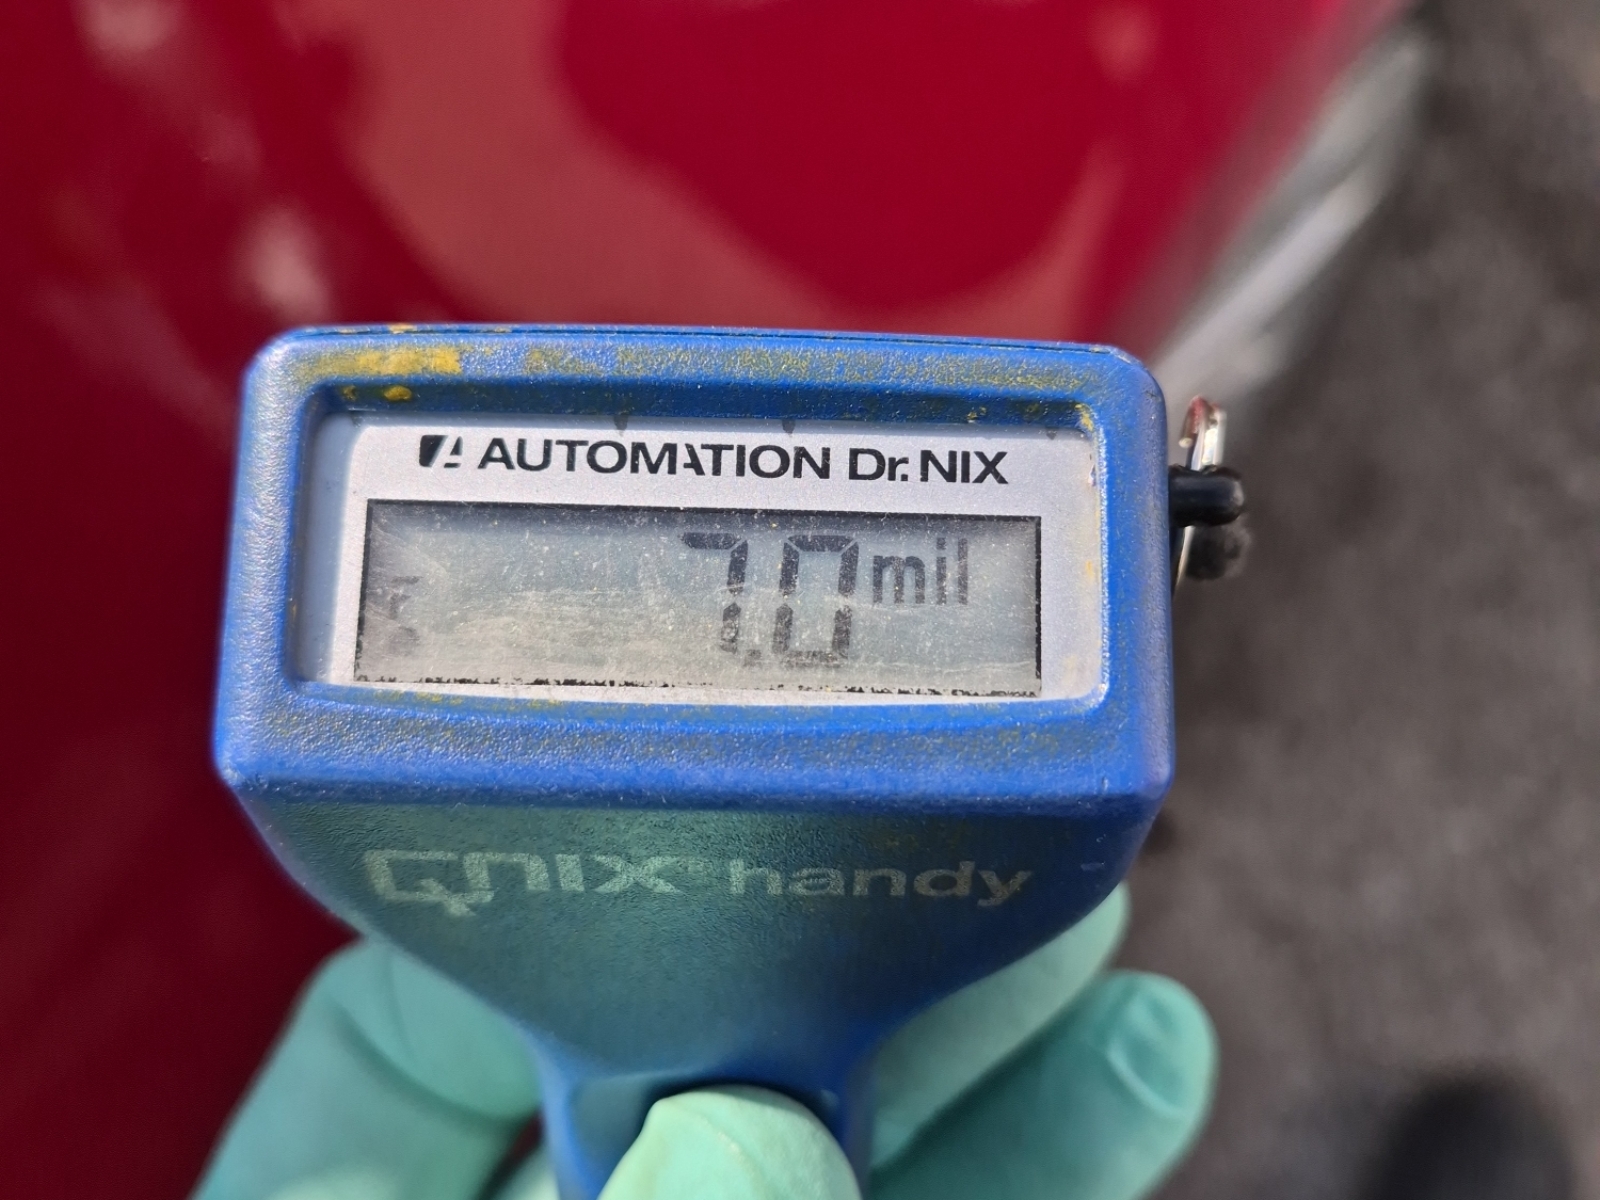 AUTOMATION Dr. NIX
7.0 mil
QNIX® handy